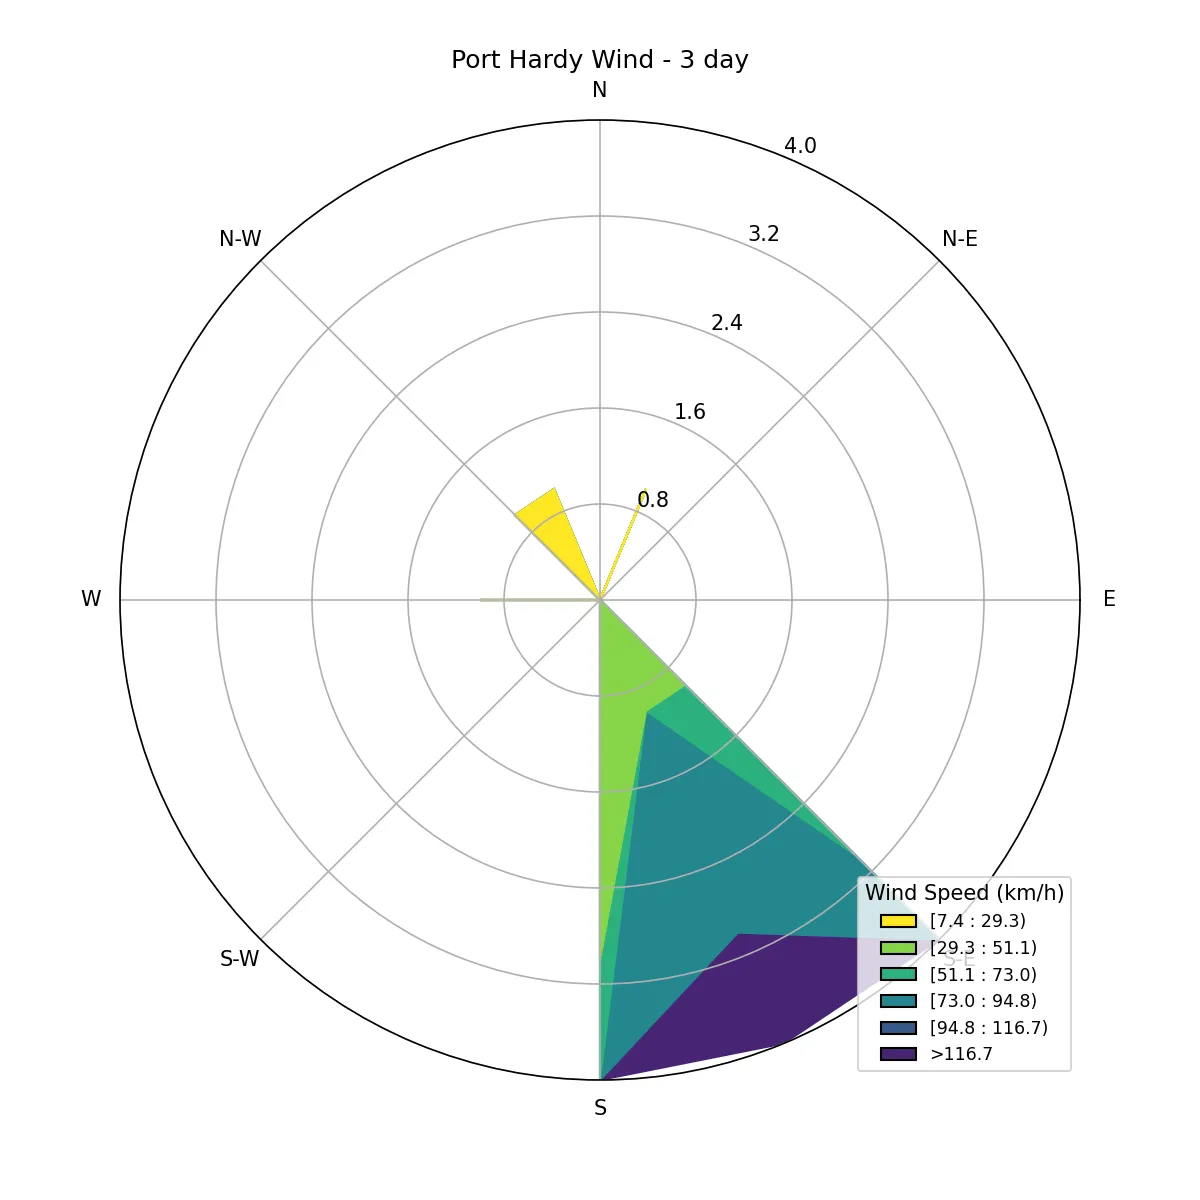 Port Hardy Wind - 3 day
N
4.0
N-W
3.2
N-E
2.4
1.6
0.8
W
E
Wind Speed (km/h)
[7.4 : 29.3)
[29.3 : 51.1)
S-W
S-E
[51.1 : 73.0)
[73.0 : 94.8)
[94.8 : 116.7)
>116.7
S